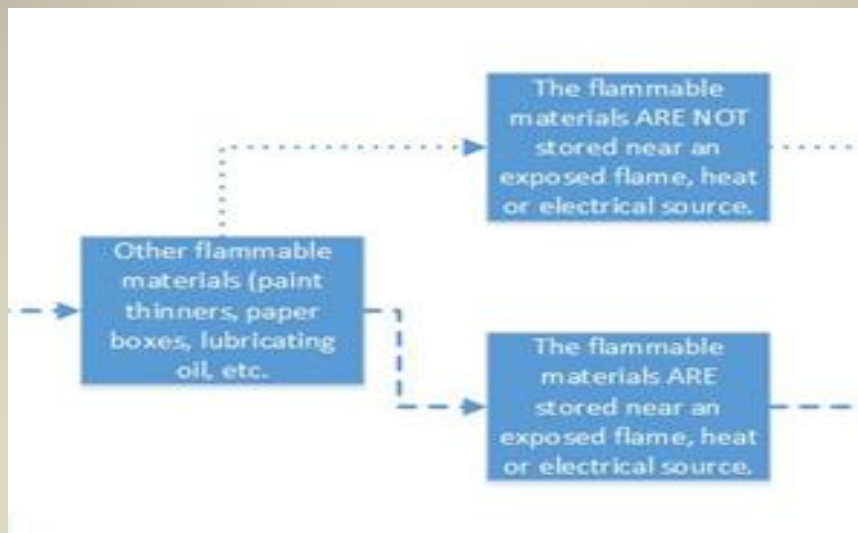 The flammable
materials ARE NOT
stored near an
exposed flame, heat
or electrical source.
Other flammable
materials (paint
thinners, paper
boxes, lubricating
oil, etc.
The flammable
materials ARE
stored near an
exposed flame, heat
or electrical source.